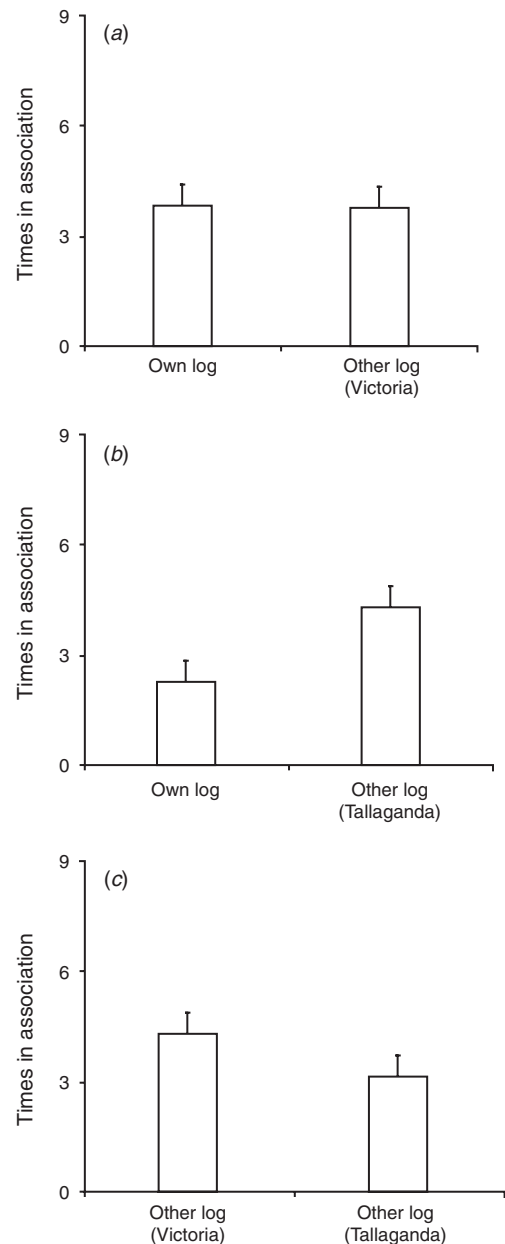 (a)
Times in association
9
6
3
0
Own log
Other log
(Victoria)
(b)
Times in association
9
6
3
0
Own log
Other log
(Tallaganda)
(c)
Times in association
9
6
3
0
Other log
(Victoria)
Other log
(Tallaganda)